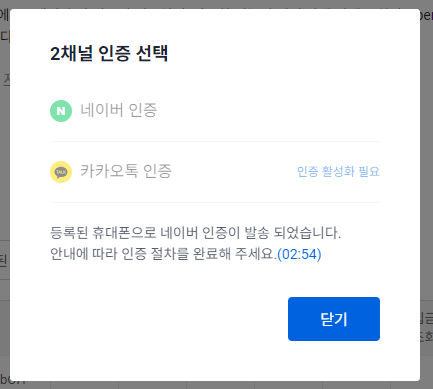 2채널 인증 선택
N 네이버 인증
TALK 카카오톡 인증 인증 활성화 필요
등록된 휴대폰으로 네이버 인증이 발송 되었습니다.
안내에 따라 인증 절차를 완료해 주세요.(02:54)
닫기